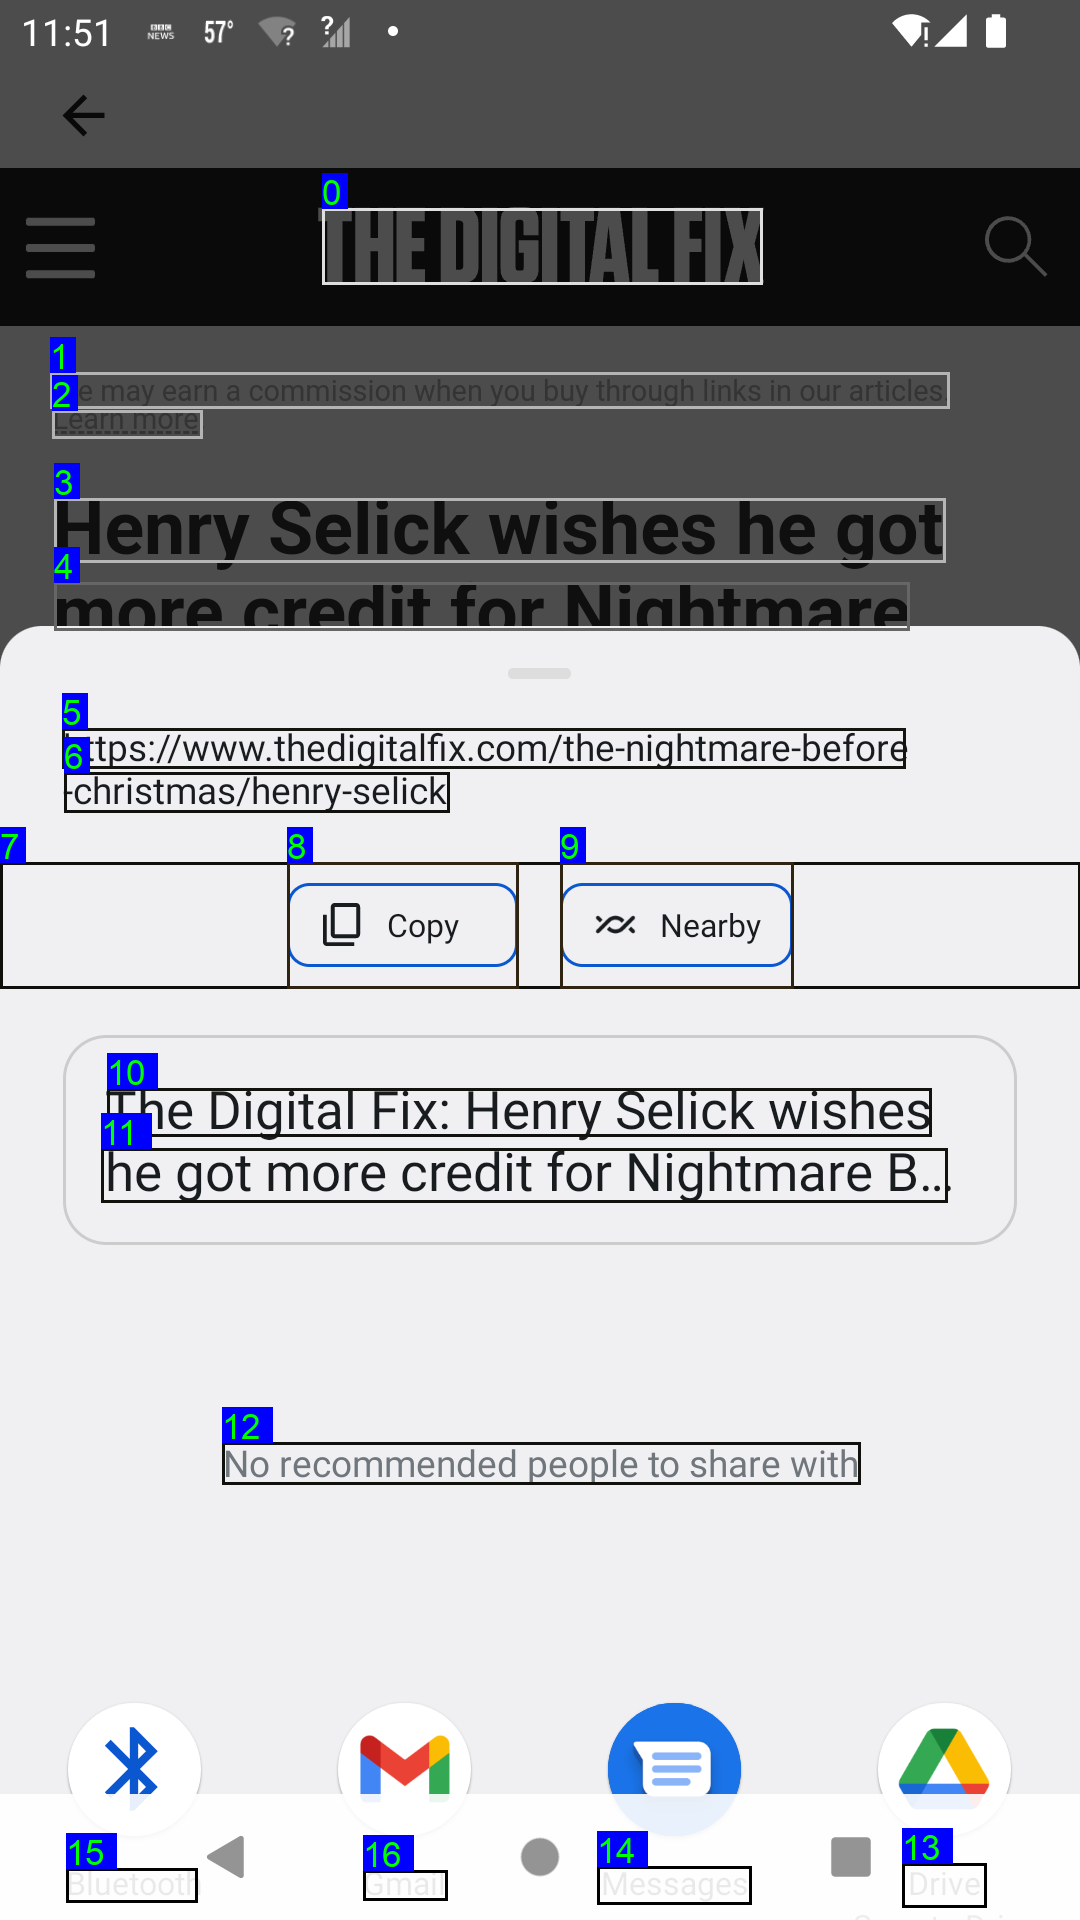 11:51 BBC NEWS 57°
THE DIGITAL FIX
e may earn a commission when you buy through links in our articles.
Learn more
Henry Selick wishes he got
more credit for Nightmare
ttps://www.thedigitalfix.com/the-nightmare-before
-christmas/henry-selick
Copy Nearby
The Digital Fix: Henry Selick wishes
he got more credit for Nightmare B...
No recommended people to share with
Bluetooth Gmail Messages Drive
0
1
2
3
4
5
6
7
8
9
10
11
12
15
16
14
13